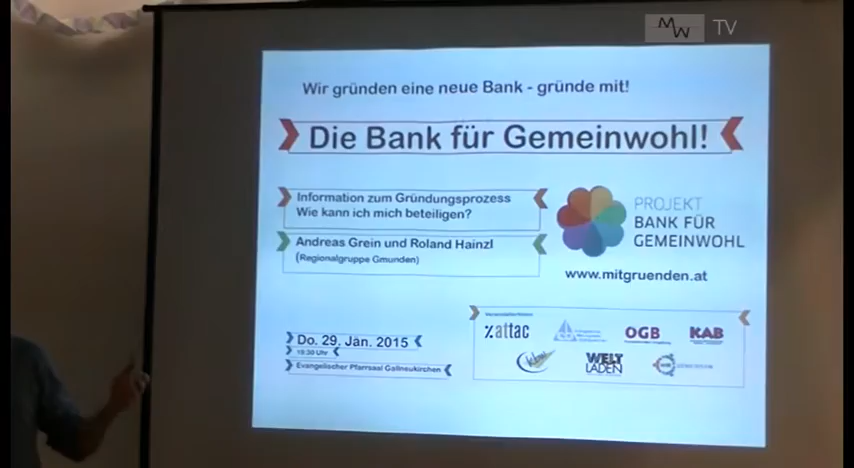 MW TV
Wir gründen eine neue Bank - gründe mit!
Die Bank für Gemeinwohl!
Information zum Gründungsprozess
Wie kann ich mich beteiligen?
Andreas Grein und Roland Hainzl
(Regionalgruppe Gmunden)
PROJEKT
BANK FÜR
GEMEINWOHL
www.mitgruenden.at
Do. 29. Jän. 2015
19:30 Uhr
Evangelischer Pfarrsaal Gallneukirchen
attac
OGB
KAB
WELT
LADEN